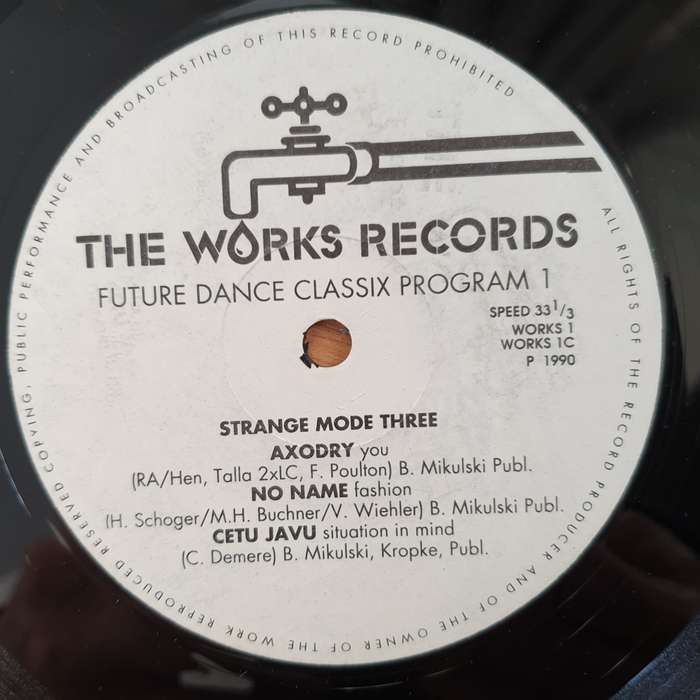 ALL RIGHTS OF THE RECORD PRODUCER AND OF THE OWNER OF THE WORK REPRODUCED RESERVED COPYING, PUBLIC PERFORMANCE AND BROADCASTING OF THIS RECORD PROHIBITED
THE WORKS RECORDS
FUTURE DANCE CLASSIX PROGRAM 1
SPEED 33 1/3
WORKS 1
WORKS 1C
P 1990
STRANGE MODE THREE
AXODRY you
(RA/Hen, Talla 2xLC, F. Poulton) B. Mikulski Publ.
NO NAME fashion
(H. Schoger/M.H. Buchner/V. Wiehler) B. Mikulski Publ.
CETU JAVU situation in mind
(C. Demere) B. Mikulski, Kropke, Publ.